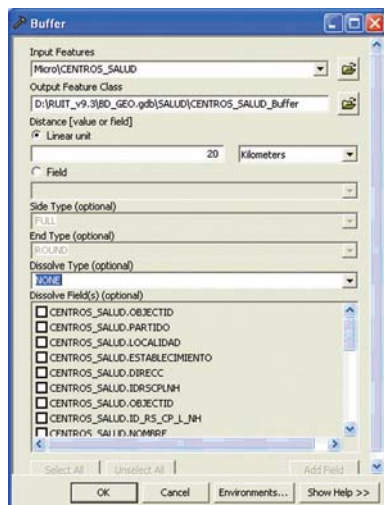 Buffer
Input Features
Micro\CENTROS_SALUD
Output Feature Class
D:\RUIT_v9.3\BD_GEO.gdb\SALUD\CENTROS_SALUD_Buffer
Distance [value or field]
Linear unit
20 Kilometers
Field
Side Type (optional)
FULL
End Type (optional)
ROUND
Dissolve Type (optional)
NONE
Dissolve Field(s) (optional)
CENTROS_SALUD.OBJECTID
CENTROS_SALUD.PARTIDO
CENTROS_SALUD.LOCALIDAD
CENTROS_SALUD.ESTABLECIMIENTO
CENTROS_SALUD.DIRECC
CENTROS_SALUD.IDRSCPLNH
CENTROS_SALUD.OBJECTID
CENTROS_SALUD.ID_RS_CP_L_NH
CENTROS_SALUD.NOMBRE
Select All Unselect All Add Field
OK Cancel Environments... Show Help >>